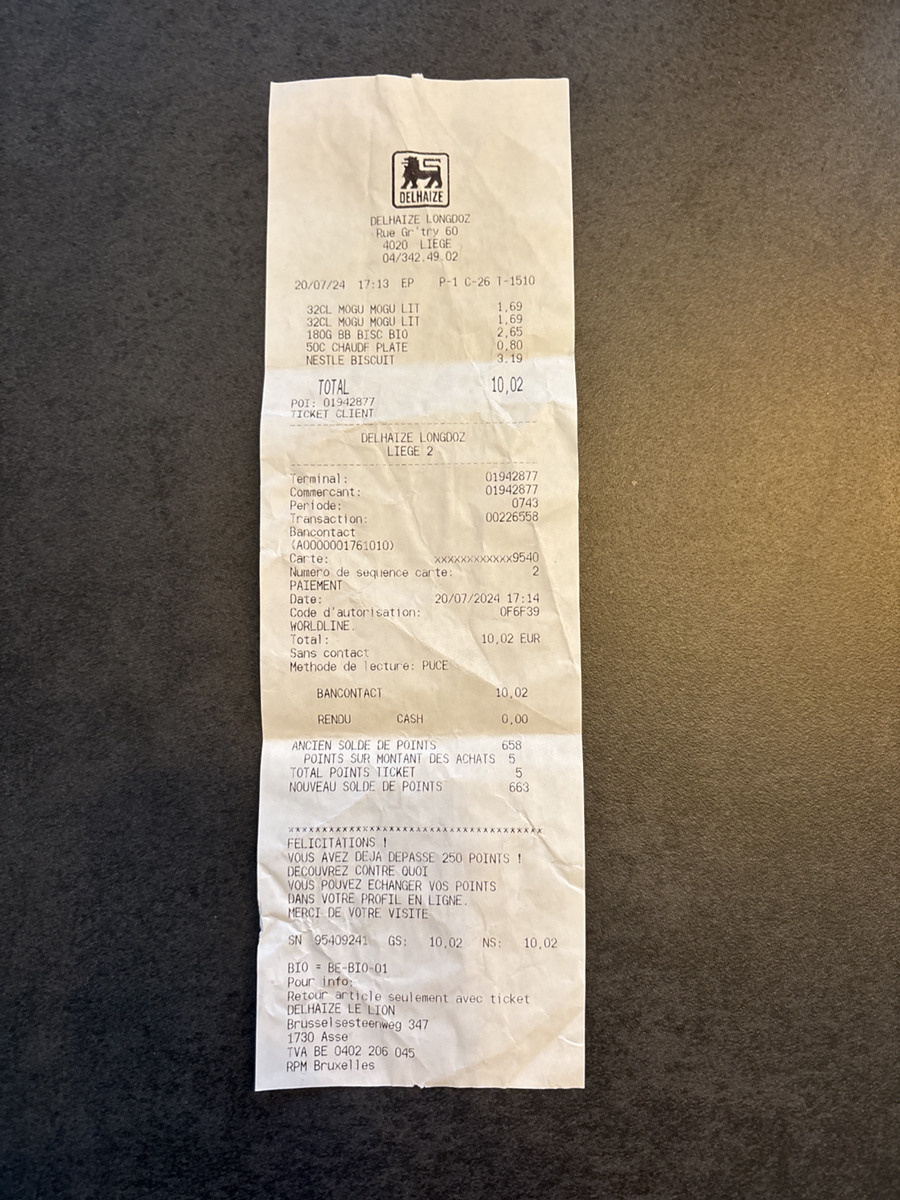 DELHAIZE
DELHAIZE LONGDOZ
Rue Gr'try 60
4020 LIEGE
04/342.49.02
20/07/24 17:13 EP P-1 C-26 T-1510
32CL MOGU MOGU LIT 1,69
32CL MOGU MOGU LIT 1,69
180G BB BISC BIO 2,65
50C CHAUDF PLATE 0,80
NESTLE BISCUIT 3,19
TOTAL 10,02
POI: 01942877
TICKET CLIENT
DELHAIZE LONGDOZ
LIEGE 2
Terminal: 01942877
Commercant: 01942877
Periode: 0743
Transaction: 00226558
Bancontact
(A0000001761010)
Carte: xxxxxxxxxxxx9540
Numero de sequence carte: 2
PAIEMENT
Date: 20/07/2024 17:14
Code d'autorisation: 0F6F39
WORLDLINE.
Total: 10,02 EUR
Sans contact
Methode de lecture: PUCE
BANCONTACT 10,02
RENDU CASH 0,00
ANCIEN SOLDE DE POINTS 658
POINTS SUR MONTANT DES ACHATS 5
TOTAL POINTS TICKET 5
NOUVEAU SOLDE DE POINTS 663
xxxxxxxxxxxxxxxxxxxxxxxxxxxxxxxxxxxxxxxx
FELICITATIONS !
VOUS AVEZ DEJA DEPASSE 250 POINTS !
DECOUVREZ CONTRE QUOI
VOUS POUVEZ ECHANGER VOS POINTS
DANS VOTRE PROFIL EN LIGNE.
MERCI DE VOTRE VISITE
SN 95409241 GS: 10,02 NS: 10,02
BIO = BE-BIO-01
Pour info:
Retour article seulement avec ticket
DELHAIZE LE LION
Brusselsesteenweg 347
1730 Asse
TVA BE 0402 206 045
RPM Bruxelles